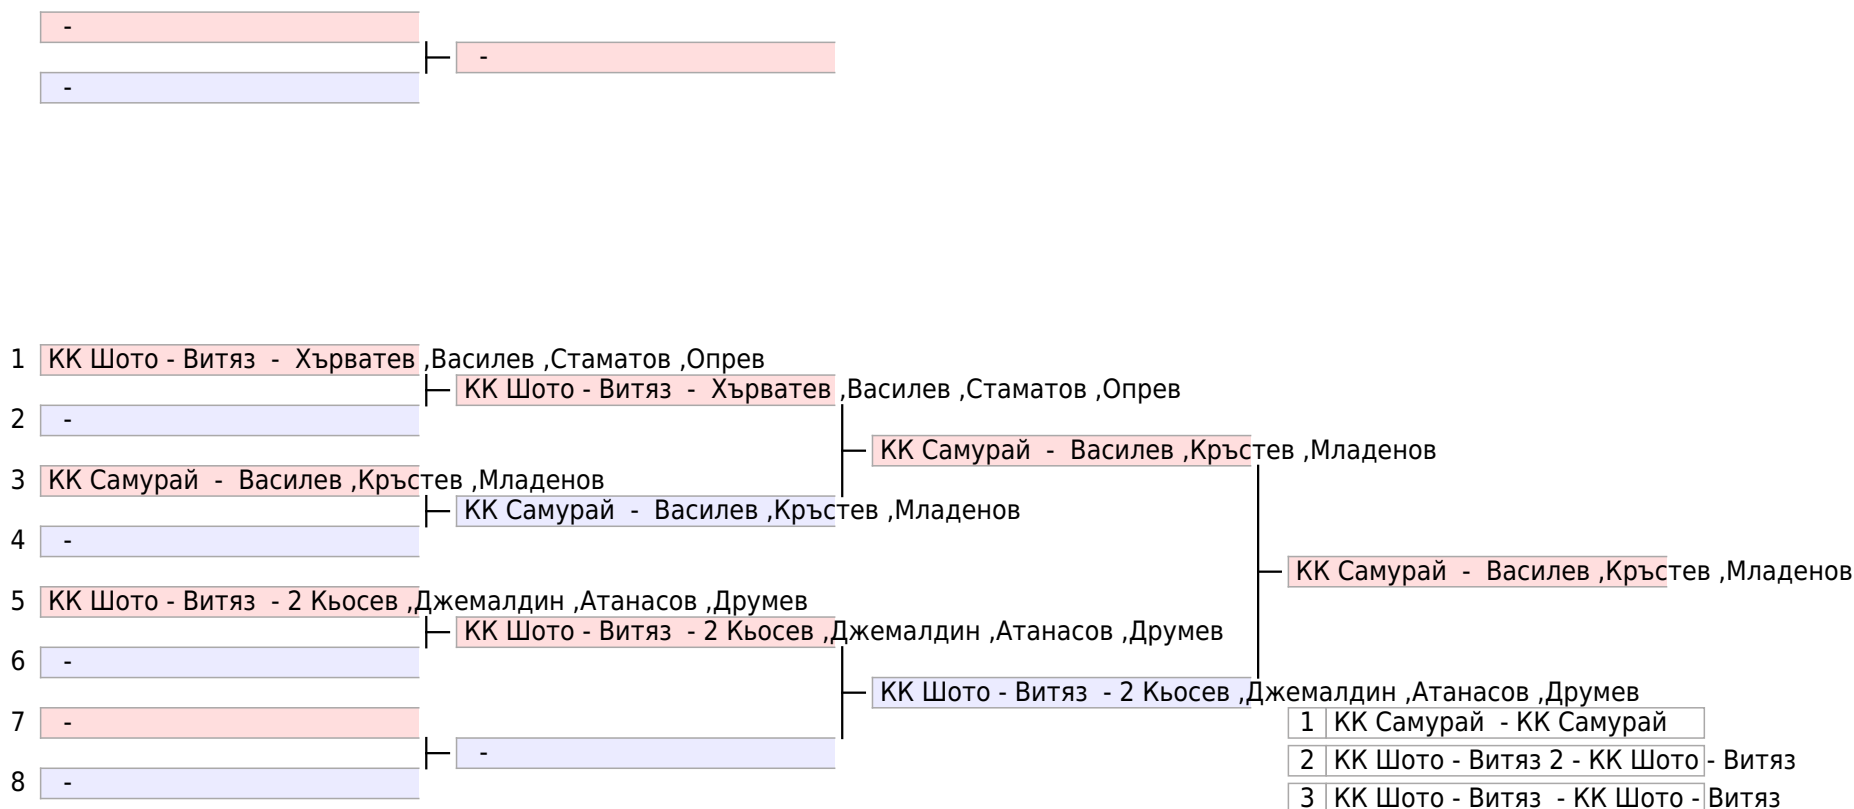 -
-
-
1 КК Шото - Витяз - Хърватев ,Василев ,Стаматов ,Опрев
КК Шото - Витяз - Хърватев ,Василев ,Стаматов ,Опрев
2 -
КК Самурай - Василев ,Кръстев ,Младенов
3 КК Самурай - Василев ,Кръстев ,Младенов
КК Самурай - Василев ,Кръстев ,Младенов
4 -
КК Самурай - Василев ,Кръстев ,Младенов
5 КК Шото - Витяз - 2 Кьосев ,Джемалдин ,Атанасов ,Друмев
КК Шото - Витяз - 2 Кьосев ,Джемалдин ,Атанасов ,Друмев
6 -
КК Шото - Витяз - 2 Кьосев ,Джемалдин ,Атанасов ,Друмев
7 -
1 КК Самурай - КК Самурай
-
2 КК Шото - Витяз 2 - КК Шото - Витяз
8 -
3 КК Шото - Витяз - КК Шото - Витяз